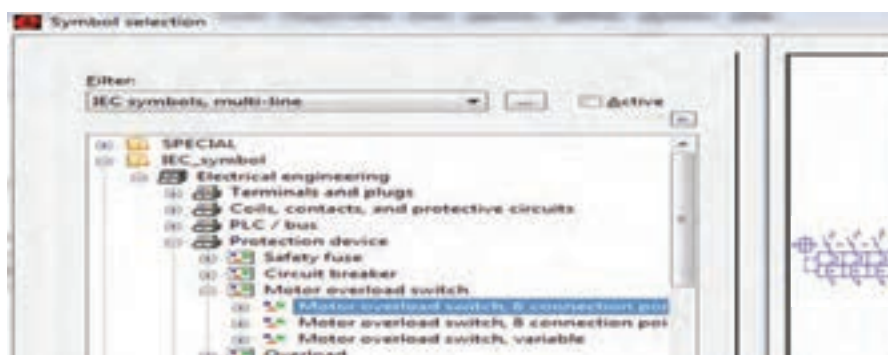 Symbol selection
Filter:
IEC symbols, multi-line
...
Active
SPECIAL
IEC_symbol
Electrical engineering
Terminals and plugs
Coils, contacts, and protective circuits
PLC / bus
Protection device
Safety fuse
Circuit breaker
Motor overload switch
Motor overload switch, 6 connection poi
Motor overload switch, 8 connection poi
Motor overload switch, variable
Overload